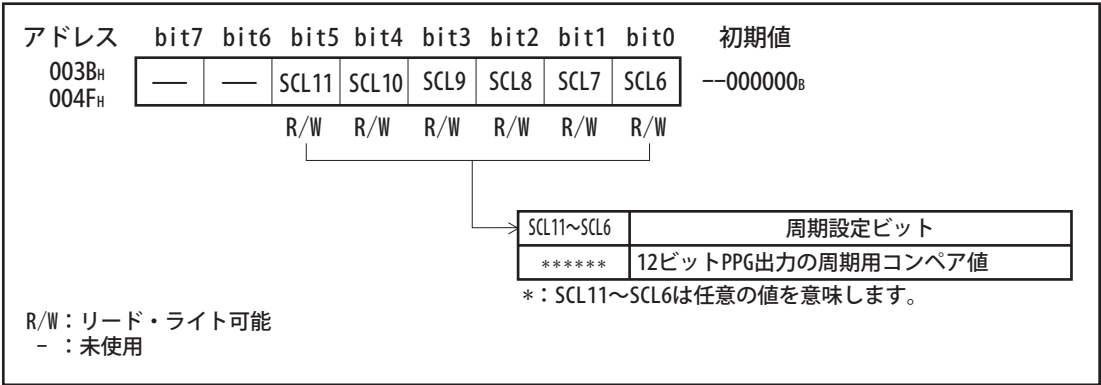 アドレス bit7 bit6 bit5 bit4 bit3 bit2 bit1 bit0 初期値
003BH
004FH
— — SCL11 SCL10 SCL9 SCL8 SCL7 SCL6 --000000B
R/W R/W R/W R/W R/W R/W
SCL11~SCL6 周期設定ビット
****** 12ビットPPG出力の周期用コンペア値
*:SCL11~SCL6は任意の値を意味します。
R/W:リード・ライト可能
- :未使用